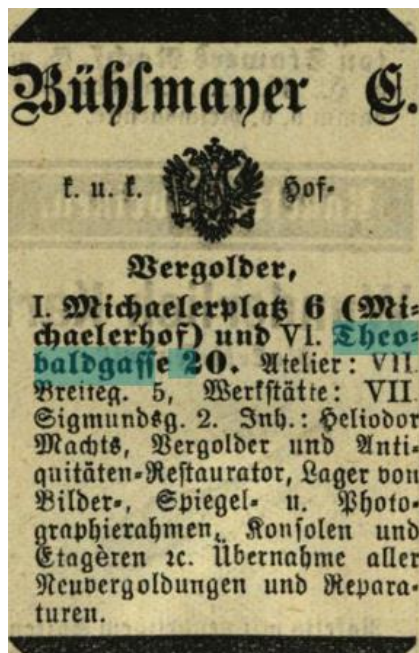 Bühlmayer C.
k. u. k. Hof-
Vergolder,
I. Michaelerplatz 6 (Mi-
chaelerhof) und VI. Theo-
baldgasse 20. Atelier: VII.
Breiteg. 5, Werkstätte: VII
Sigmundsg. 2. Inh.: Heliodor
Machts, Vergolder und Anti-
quitäten-Restaurator, Lager von
Bilder-, Spiegel- u. Photo-
graphierahmen, Konsolen und
Etagèren ꝛc. Übernahme aller
Neuvergoldungen und Repara-
turen.